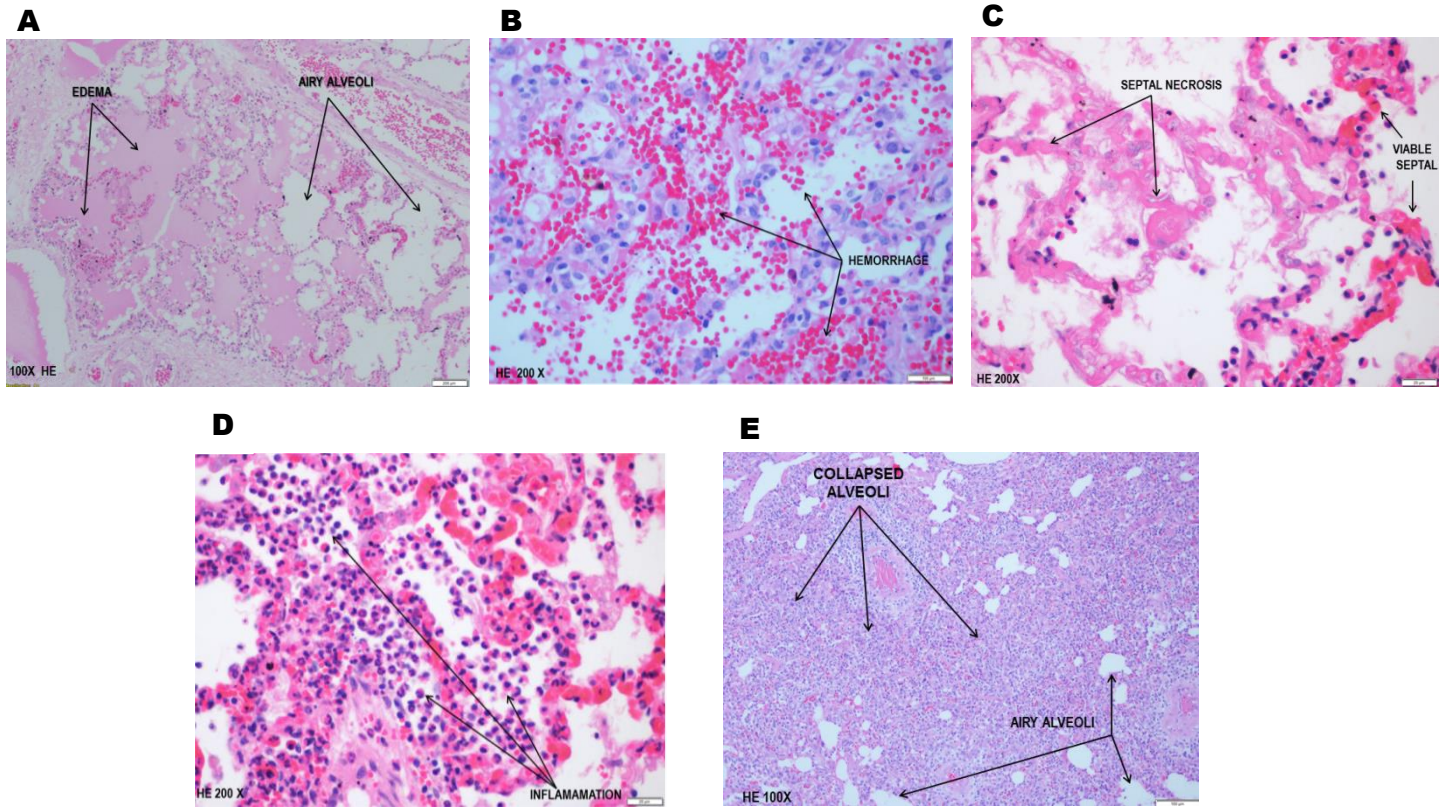 A
EDEMA
AIRY ALVEOLI
100X HE
B
HEMORRHAGE
HE 200 X
C
SEPTAL NECROSIS
VIABLE
SEPTAL
HE 200X
D
INFLAMAMATION
HE 200 X
E
COLLAPSED
ALVEOLI
AIRY ALVEOLI
HE 100X